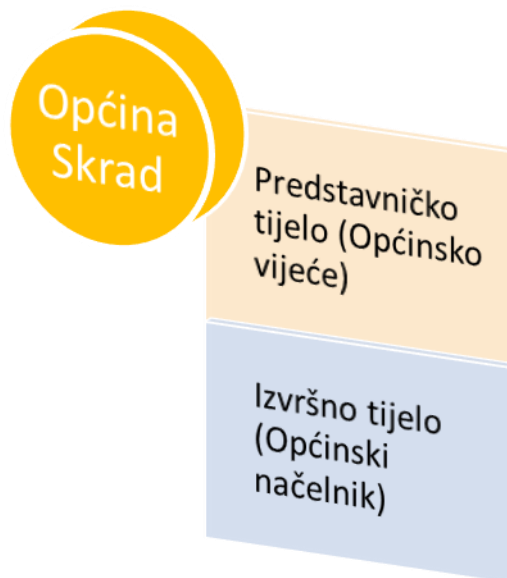 Općina
Skrad
Predstavničko
tijelo (Općinsko
vijeće)
Izvršno tijelo
(Općinski
načelnik)